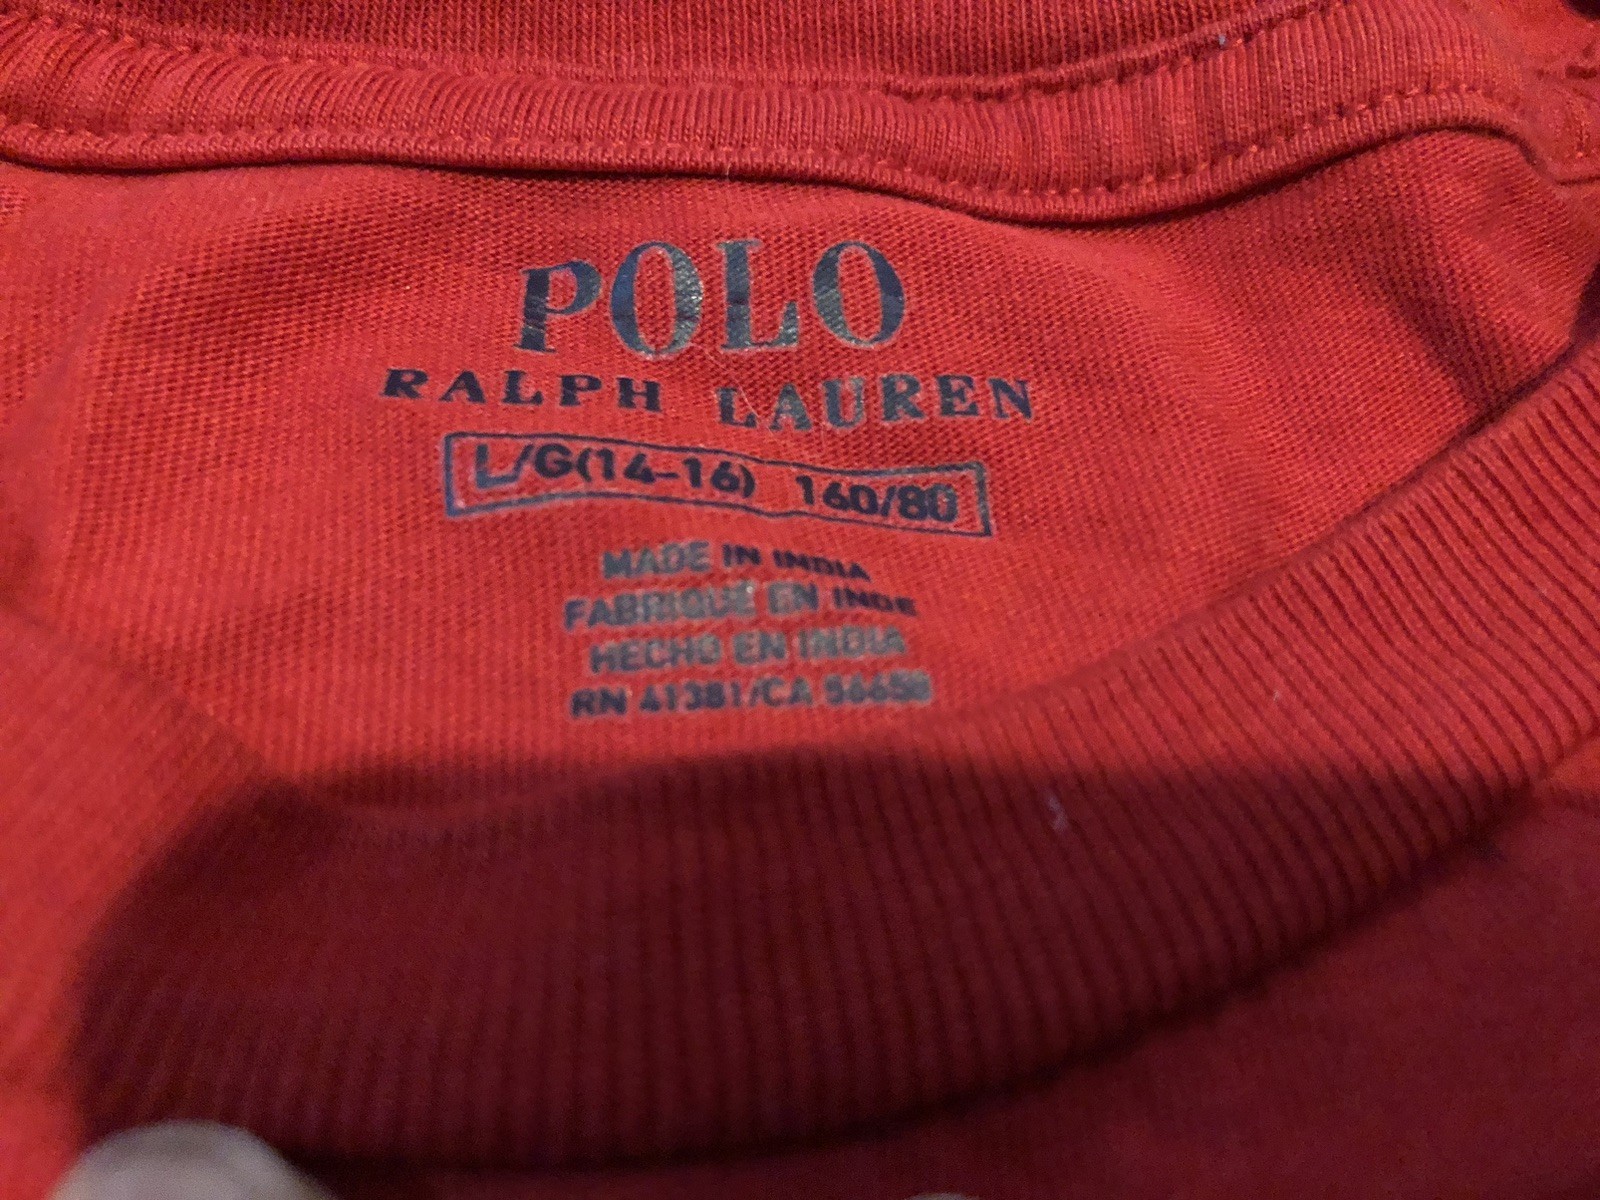 POLO
RALPH LAUREN
L/G(14-16) 160/80
MADE IN INDIA
FABRIQUÉ EN INDE
HECHO EN INDIA
RN 41381/CA 56658